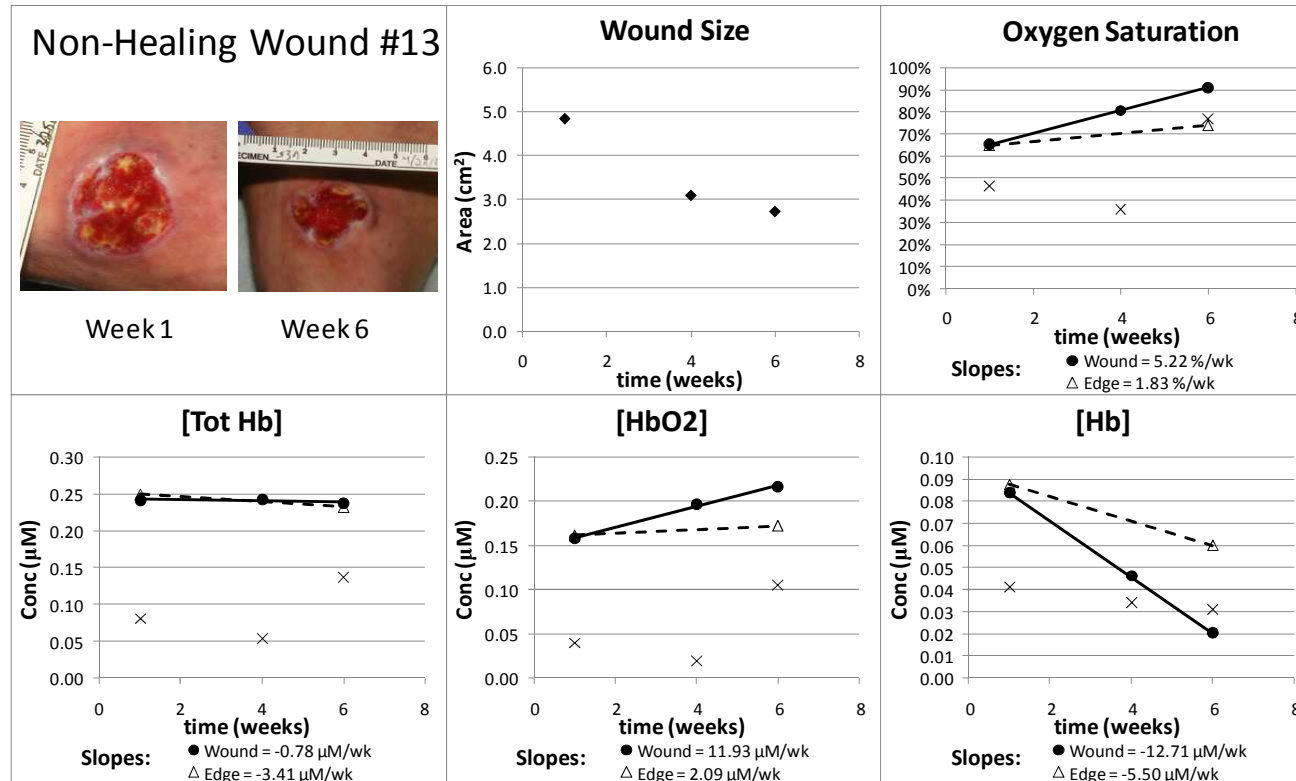 Non-Healing Wound #13
Week 1
Week 6
DATE
ECIMEN
DATE
1 2 3 4 5 6
Wound Size
6.0
5.0
4.0
3.0
2.0
1.0
0.0
Area (cm²)
0 2 4 6 8
time (weeks)
Oxygen Saturation
100%
90%
80%
70%
60%
50%
40%
30%
20%
10%
0%
0 2 4 6 8
time (weeks)
Slopes:
Wound = 5.22 %/wk
Edge = 1.83 %/wk
[Tot Hb]
0.30
0.25
0.20
0.15
0.10
0.05
0.00
Conc (µM)
0 2 4 6 8
time (weeks)
Slopes:
Wound = -0.78 µM/wk
Edge = -3.41 µM/wk
[HbO2]
0.25
0.20
0.15
0.10
0.05
0.00
Conc (µM)
0 2 4 6 8
time (weeks)
Slopes:
Wound = 11.93 µM/wk
Edge = 2.09 µM/wk
[Hb]
0.10
0.09
0.08
0.07
0.06
0.05
0.04
0.03
0.02
0.01
0.00
Conc (µM)
0 2 4 6 8
time (weeks)
Slopes:
Wound = -12.71 µM/wk
Edge = -5.50 µM/wk